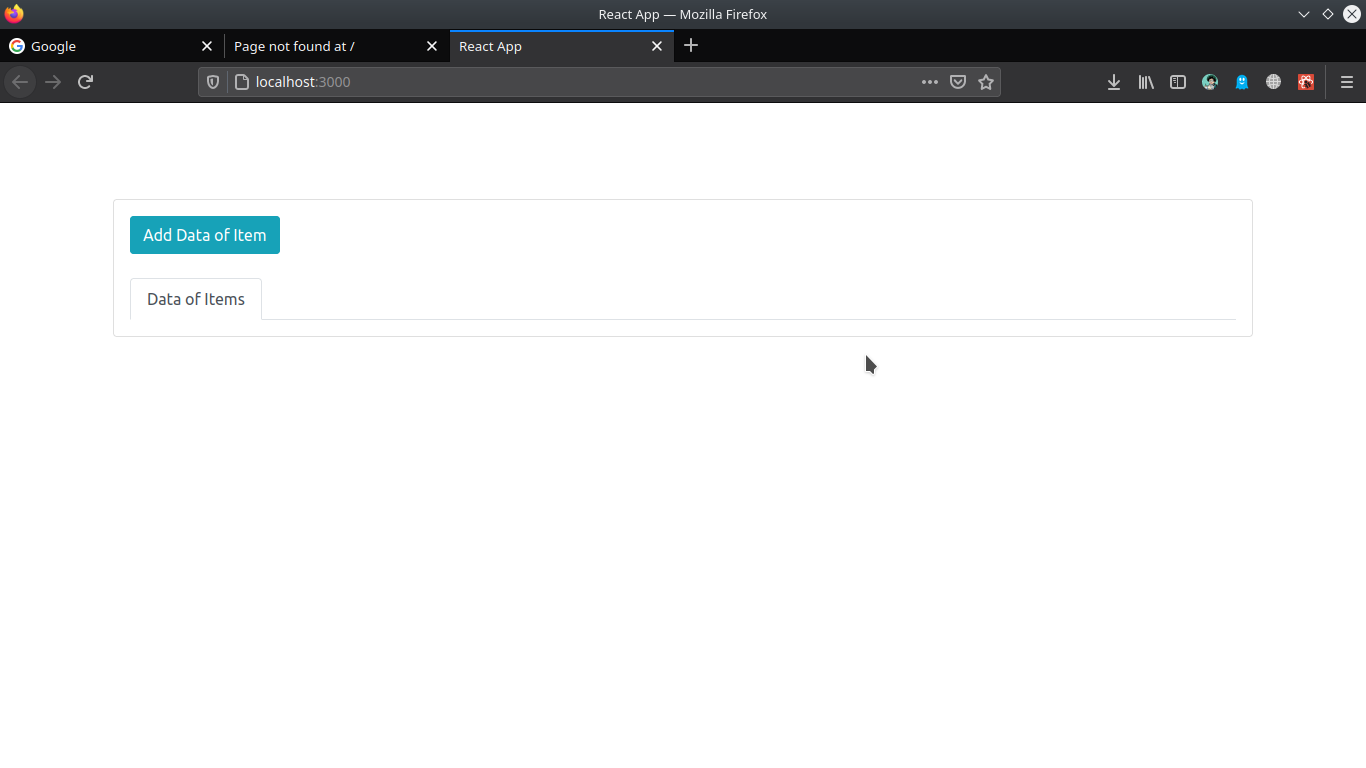 React App — Mozilla Firefox
Google
Page not found at /
React App
localhost:3000
Add Data of Item
Data of Items